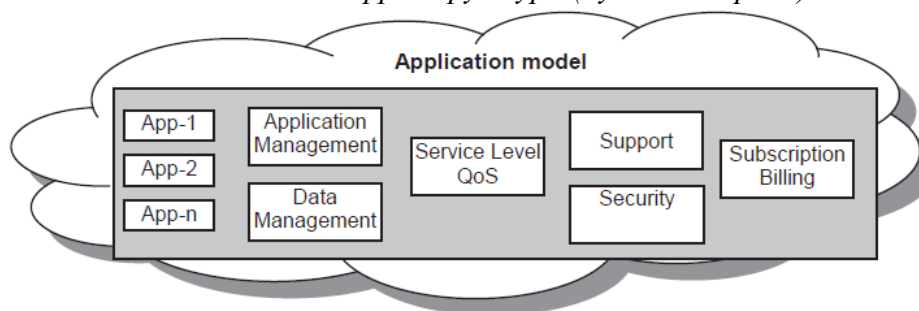 Application model
App-1
App-2
App-n
Application
Management
Data
Management
Service Level
QoS
Support
Security
Subscription
Billing